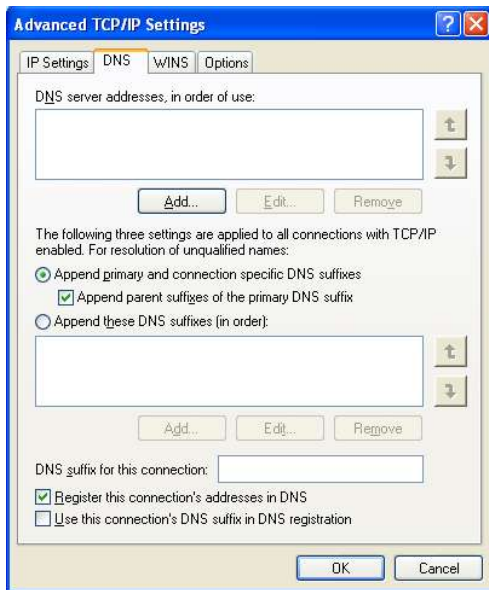 Advanced TCP/IP Settings
IP Settings DNS WINS Options
DNS server addresses, in order of use:
Add... Edit... Remove
The following three settings are applied to all connections with TCP/IP
enabled. For resolution of unqualified names:
Append primary and connection specific DNS suffixes
Append parent suffixes of the primary DNS suffix
Append these DNS suffixes (in order):
Add... Edit... Remove
DNS suffix for this connection:
Register this connection's addresses in DNS
Use this connection's DNS suffix in DNS registration
OK Cancel